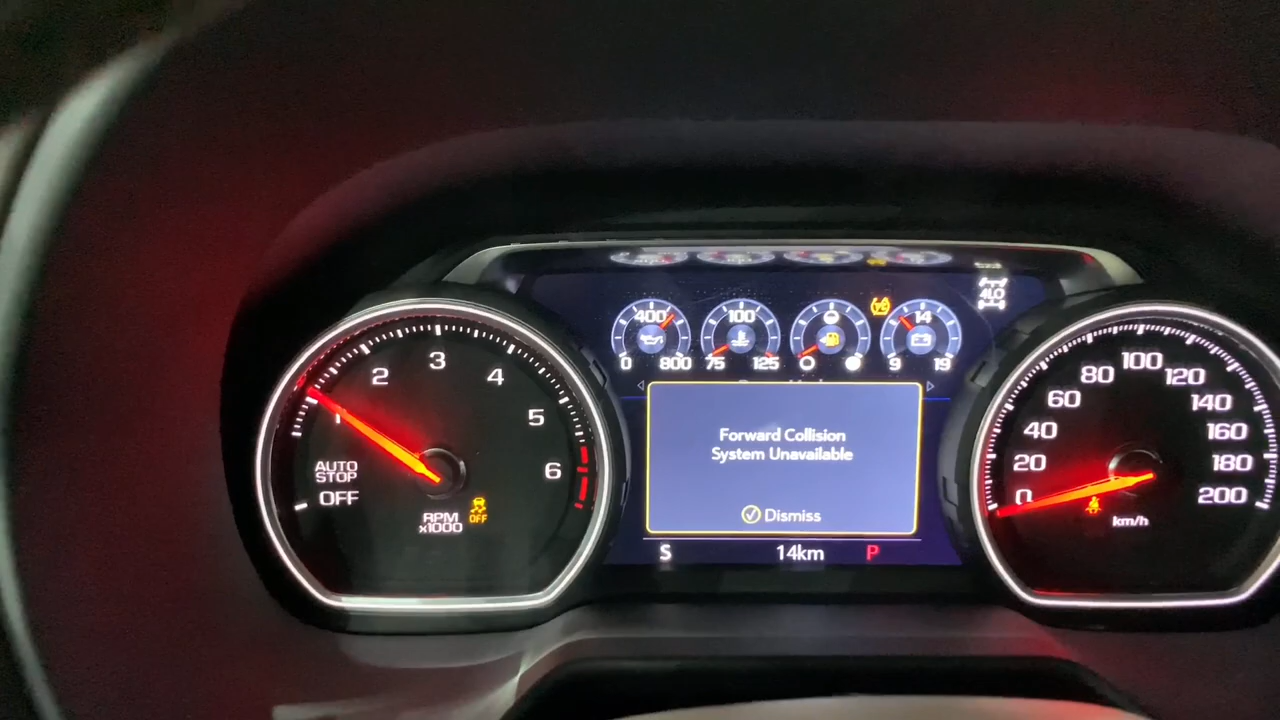 400
0 800
100
75 125
14
9 19
4LO
1
2
3
4
5
6
AUTO
STOP
OFF
RPM
x1000
OFF
Forward Collision
System Unavailable
Dismiss
S 14km P
0
20
40
60
80
100
120
140
160
180
200
km/h